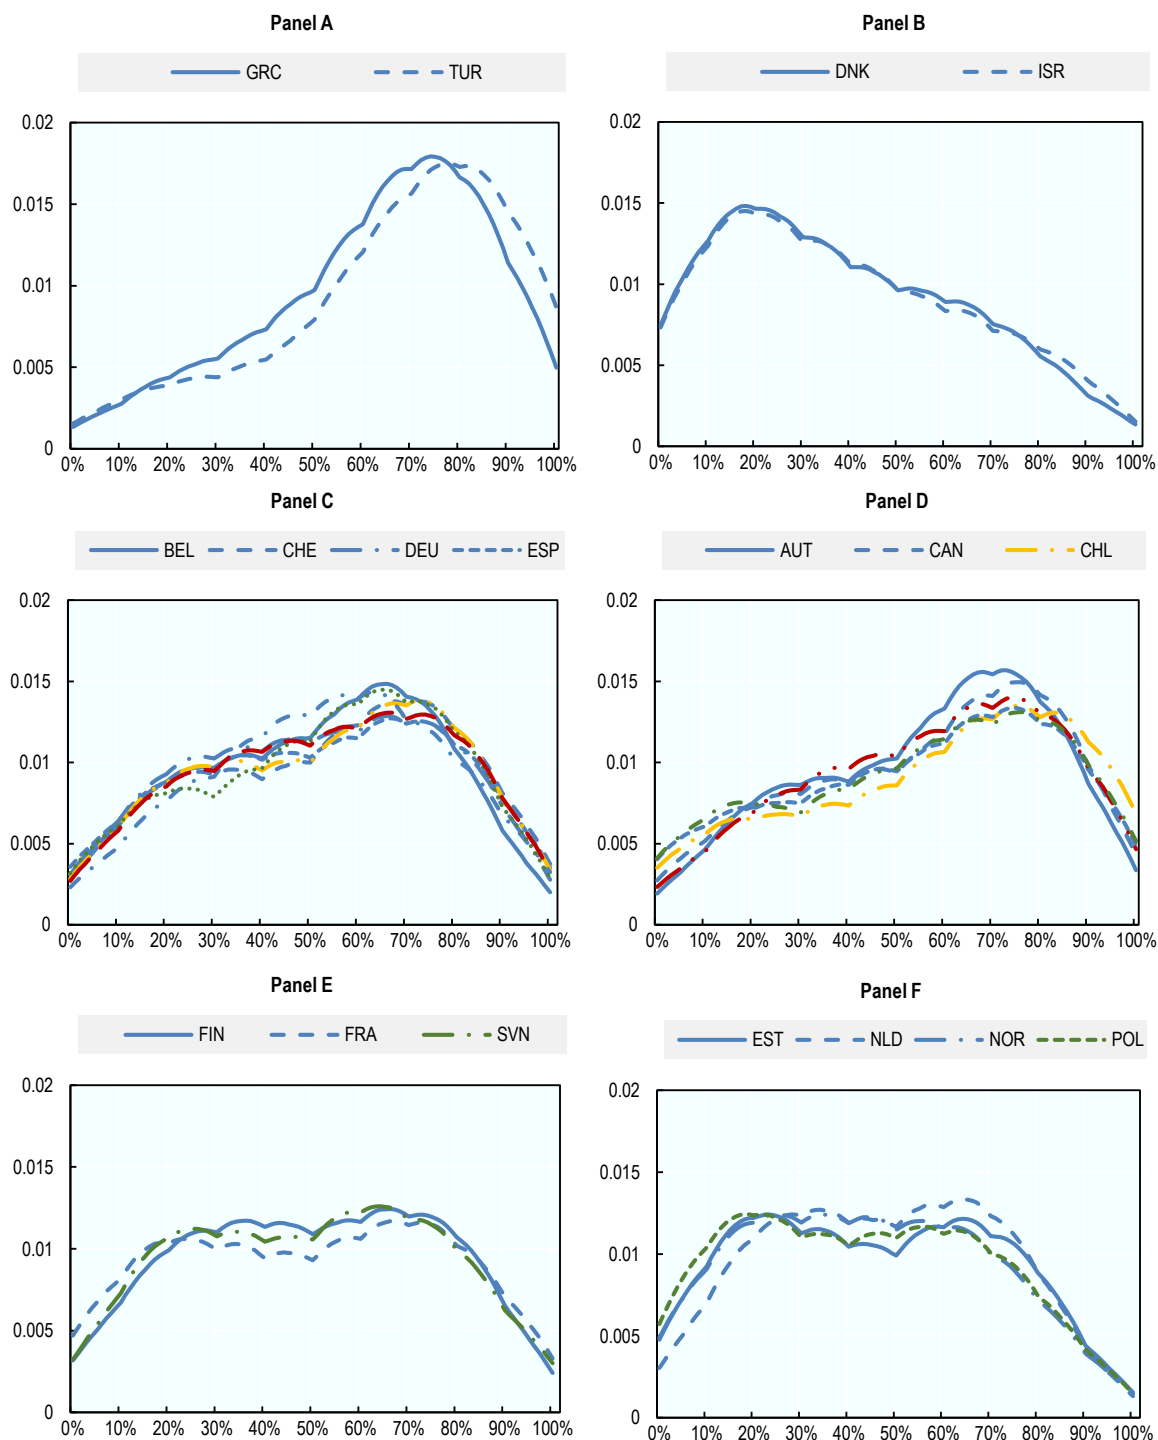 Panel A
GRC TUR
0.02
0.015
0.01
0.005
0
0% 10% 20% 30% 40% 50% 60% 70% 80% 90% 100%
Panel B
DNK ISR
0.02
0.015
0.01
0.005
0
0% 10% 20% 30% 40% 50% 60% 70% 80% 90% 100%
Panel C
BEL CHE DEU ESP
0.02
0.015
0.01
0.005
0
0% 10% 20% 30% 40% 50% 60% 70% 80% 90% 100%
Panel D
AUT CAN CHL
0.02
0.015
0.01
0.005
0
0% 10% 20% 30% 40% 50% 60% 70% 80% 90% 100%
Panel E
FIN FRA SVN
0.02
0.015
0.01
0.005
0
0% 10% 20% 30% 40% 50% 60% 70% 80% 90% 100%
Panel F
EST NLD NOR POL
0.02
0.015
0.01
0.005
0
0% 10% 20% 30% 40% 50% 60% 70% 80% 90% 100%